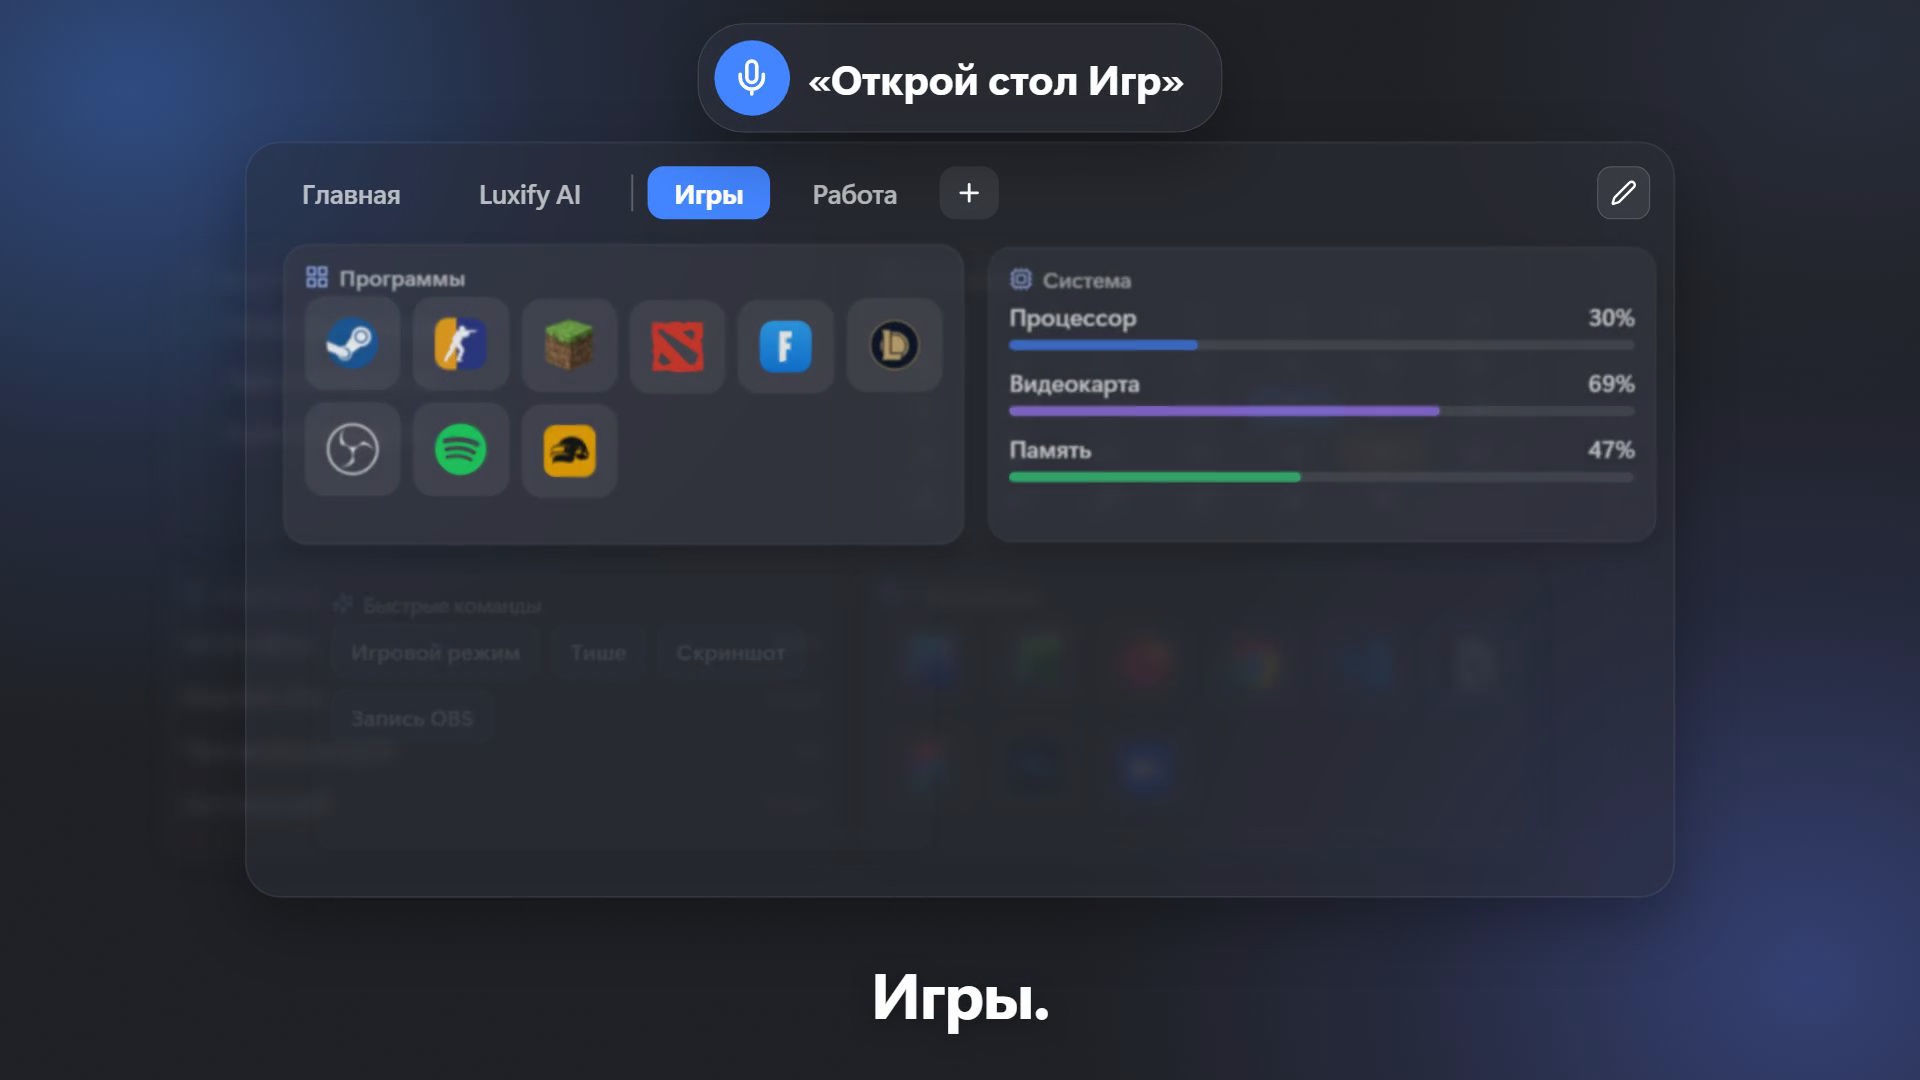 «Открой стол Игр»
Главная
Luxify AI
Игры
Работа
Программы
Система
Процессор
30%
Видеокарта
69%
Память
47%
Быстрые команды
Игровой режим
Тише
Скриншот
Запись OBS
Игры.